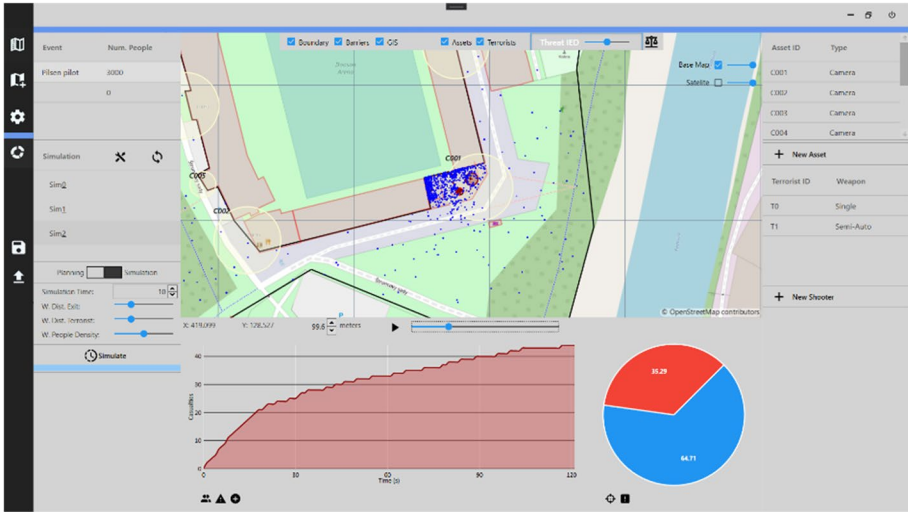 Boundary Barriers GIS Assets Terrorists Threat IED
Event Num. People
Pilsen pilot 3000
0
Simulation
Sim0
Sim1
Sim2
Planning Simulation
Simulation Time: 10
W. Dist. Exit:
W. Dist. Terrorist:
W. People Density:
Simulate
Base Map
Satelite
C001
C003
C002
P
© OpenStreetMap contributors
X: 419.099 Y: 128.527 99.6 meters
Casualties
40
30
20
10
0
0 30 60 90 120
Time (s)
35.29
64.71
Asset ID Type
C001 Camera
C002 Camera
C003 Camera
C004 Camera
New Asset
Terrorist ID Weapon
T0 Single
T1 Semi-Auto
New Shooter